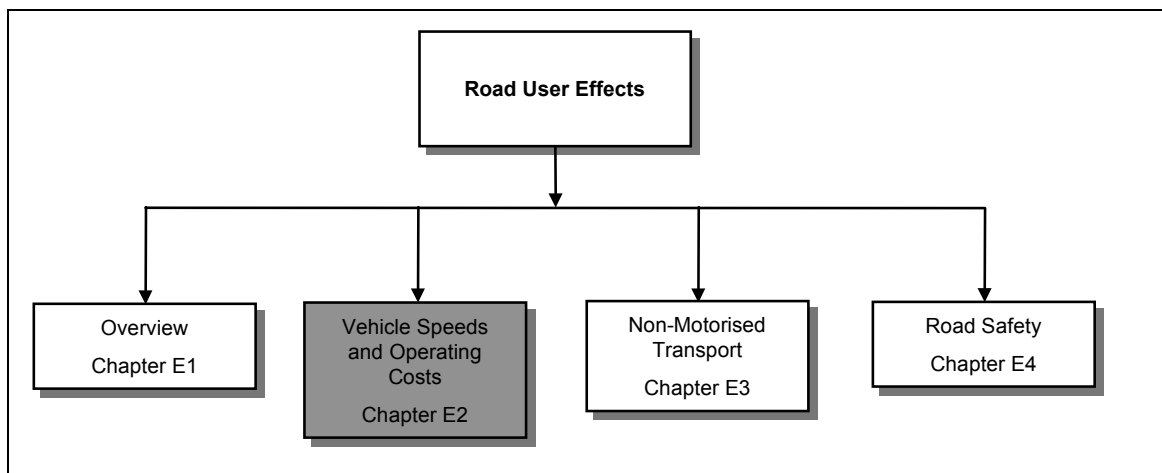 Road User Effects
Overview
Chapter E1
Vehicle Speeds
and Operating
Costs
Chapter E2
Non-Motorised
Transport
Chapter E3
Road Safety
Chapter E4